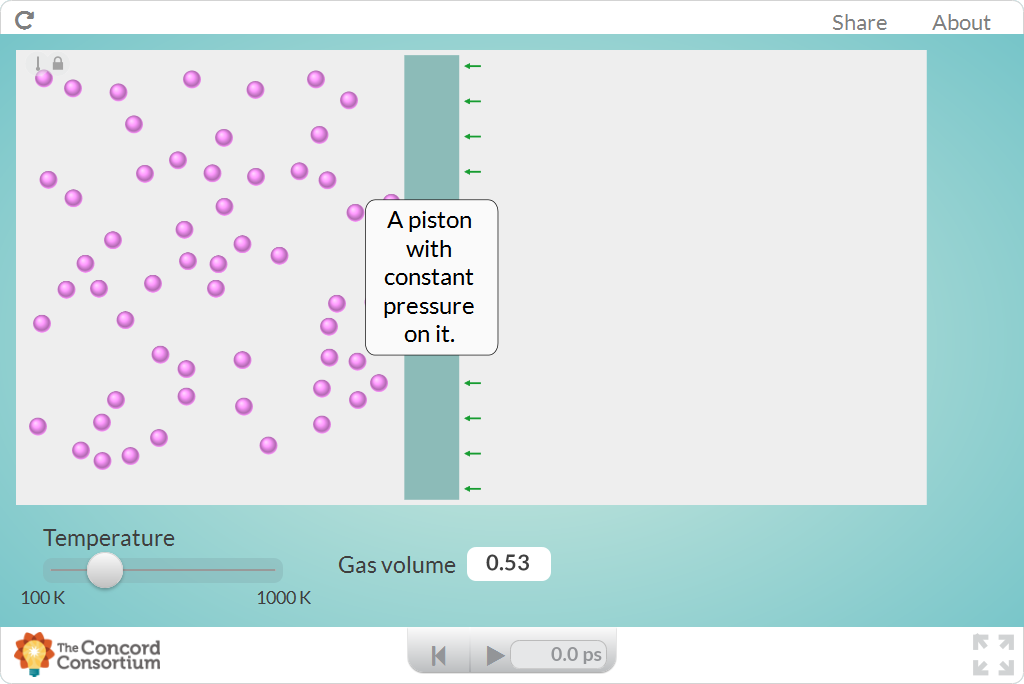 Share About
A piston
with
constant
pressure
on it.
Temperature
100 K 1000 K
Gas volume 0.53
The Concord
Consortium
0.0 ps